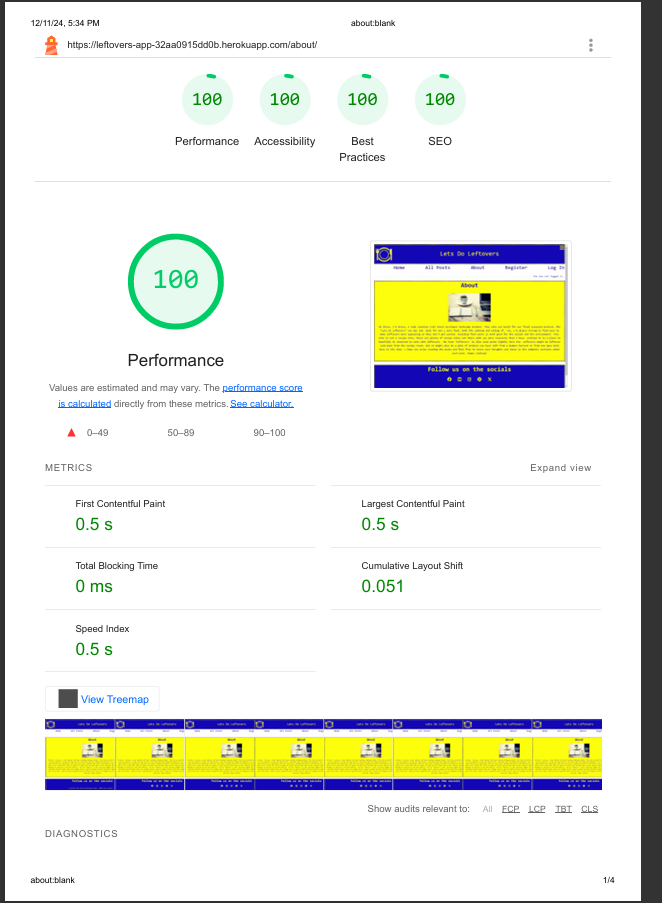 12/11/24, 5:34 PM about:blank
https://leftovers-app-32aa0915dd0b.herokuapp.com/about/
100 100 100 100
Performance Accessibility Best Practices SEO
100
Performance
Values are estimated and may vary. The performance score
is calculated directly from these metrics. See calculator.
0–49 50–89 90–100
Lets Do Leftovers
Home All Posts About Register Log In
About
Follow us on the socials
METRICS Expand view
First Contentful Paint Largest Contentful Paint
0.5 s 0.5 s
Total Blocking Time Cumulative Layout Shift
0 ms 0.051
Speed Index
0.5 s
View Treemap
Show audits relevant to: All FCP LCP TBT CLS
DIAGNOSTICS
about:blank 1/4